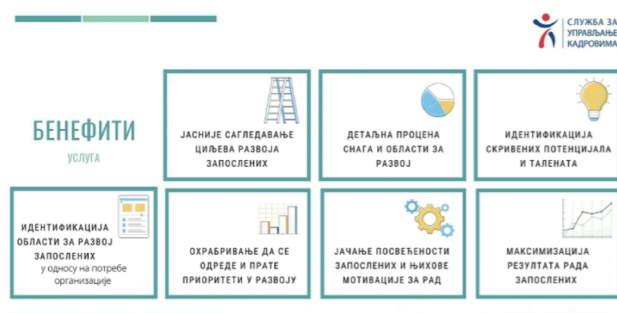 СЛУЖБА ЗА
УПРАВЉАЊЕ
КАДРОВИМА
БЕНЕФИТИ
УСЛУГА
ЈАСНИЈЕ САГЛЕДАВАЊЕ
ЦИЉЕВА РАЗВОЈА
ЗАПОСЛЕНИХ
ДЕТАЉНА ПРОЦЕНА
СНАГА И ОБЛАСТИ ЗА
РАЗВОЈ
ИДЕНТИФИКАЦИЈА
СКРИВЕНИХ ПОТЕНЦИЈАЛА
И ТАЛЕНАТА
ИДЕНТИФИКАЦИЈА
ОБЛАСТИ ЗА РАЗВОЈ
ЗАПОСЛЕНИХ
у односу на потребе
организације
ОХРАБРИВАЊЕ ДА СЕ
ОДРЕДЕ И ПРАТЕ
ПРИОРИТЕТИ У РАЗВОЈУ
ЈАЧАЊЕ ПОСВЕЋЕНОСТИ
ЗАПОСЛЕНИХ И ЊИХОВЕ
МОТИВАЦИЈЕ ЗА РАД
МАКСИМИЗАЦИЈА
РЕЗУЛТАТА РАДА
ЗАПОСЛЕНИХ